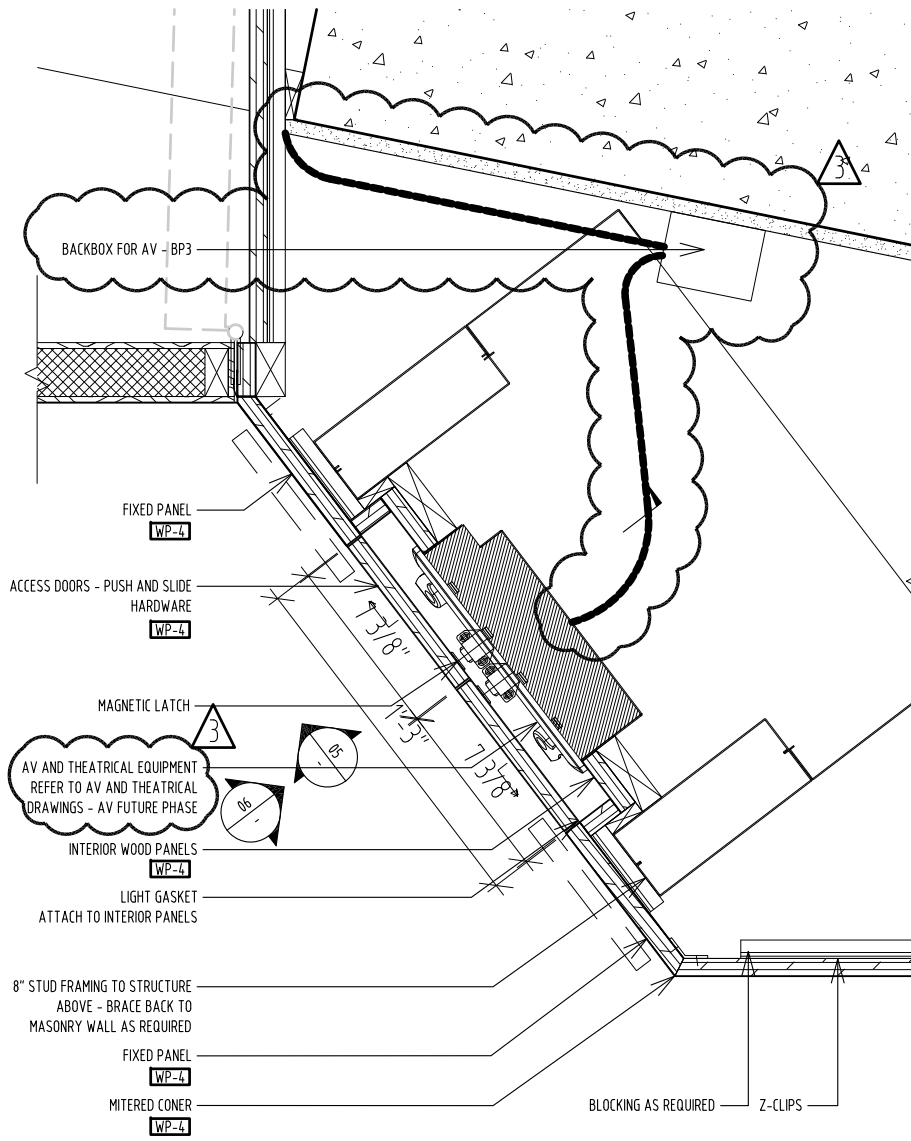 3
BACKBOX FOR AV - BP3
FIXED PANEL
WP-4
ACCESS DOORS - PUSH AND SLIDE
HARDWARE
WP-4
1 3/8"
MAGNETIC LATCH
1'-3"
3
7 3/8"
AV AND THEATRICAL EQUIPMENT
REFER TO AV AND THEATRICAL
DRAWINGS - AV FUTURE PHASE
05
-
06
-
INTERIOR WOOD PANELS
WP-4
LIGHT GASKET
ATTACH TO INTERIOR PANELS
8" STUD FRAMING TO STRUCTURE
ABOVE - BRACE BACK TO
MASONRY WALL AS REQUIRED
FIXED PANEL
WP-4
MITERED CONER
WP-4
BLOCKING AS REQUIRED
Z-CLIPS